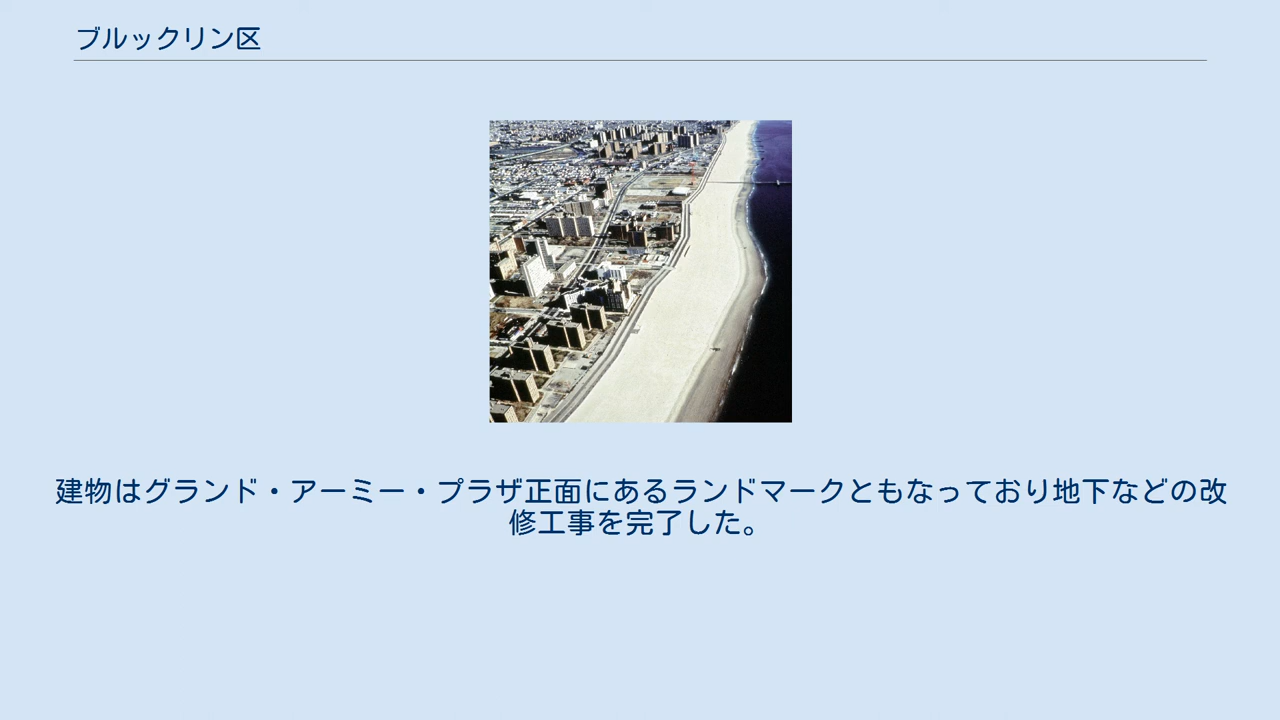 ブルックリン区
建物はグランド・アーミー・プラザ正面にあるランドマークともなっており地下などの改
修工事を完了した。